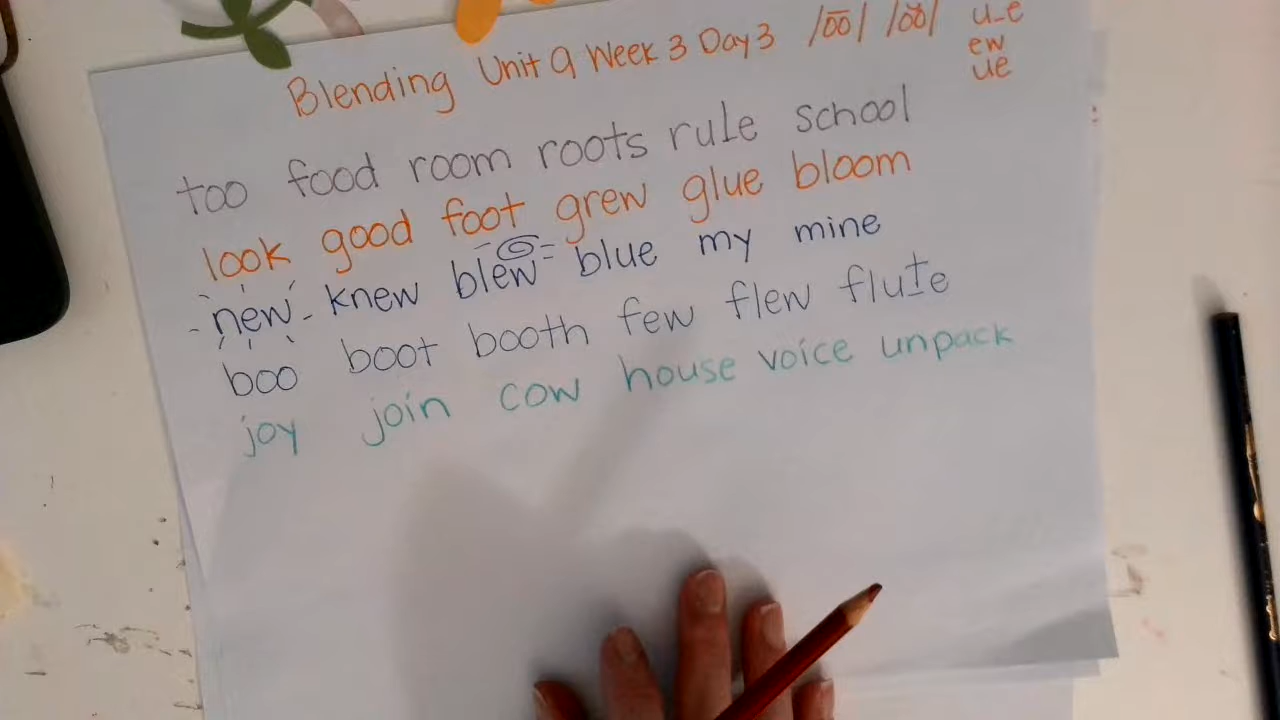 Blending Unit 9 Week 3 Day 3 /o͞o/ /o͝o/ u_e
ew
ue
too food room roots rule school
look good foot grew glue bloom
new knew blew blue my mine
boo boot booth few flew flute
joy join cow house voice unpack